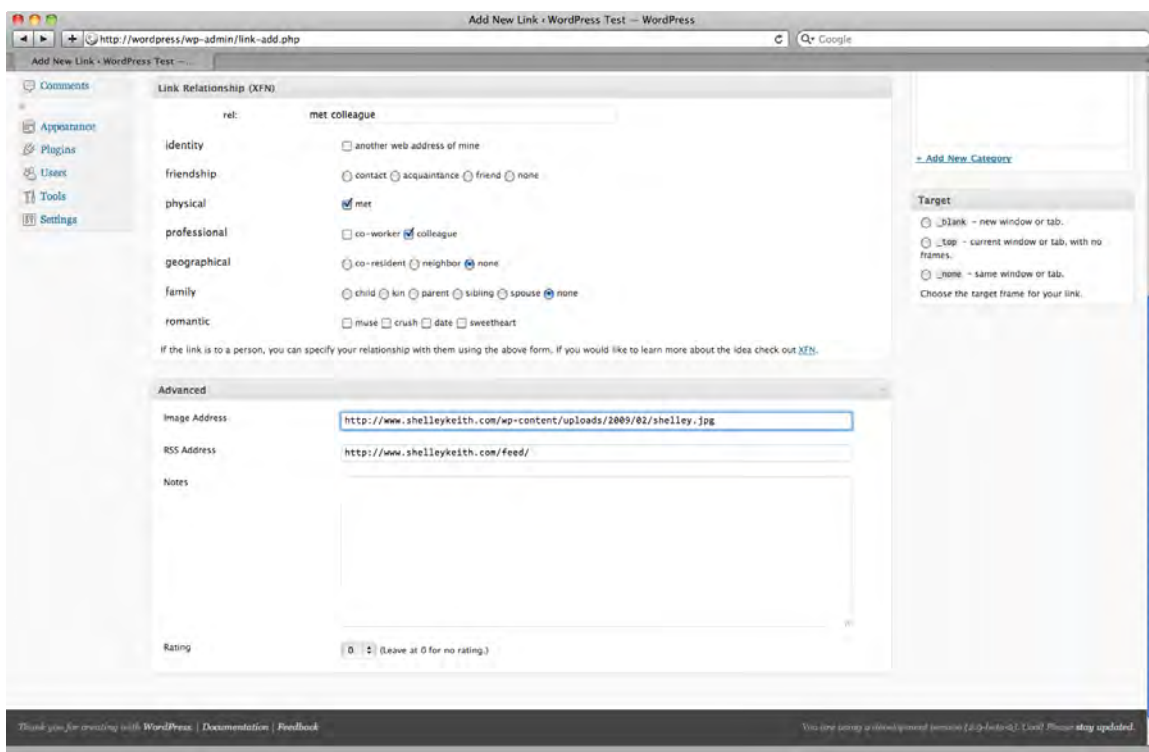 Add New Link ‹ WordPress Test — WordPress
http://wordpress/wp-admin/link-add.php
Google
Add New Link ‹ WordPress Test —...
Comments
Appearance
Plugins
Users
Tools
Settings
Link Relationship (XFN)
rel: met colleague
identity another web address of mine
friendship contact acquaintance friend none
physical met
professional co-worker colleague
geographical co-resident neighbor none
family child kin parent sibling spouse none
romantic muse crush date sweetheart
If the link is to a person, you can specify your relationship with them using the above form. If you would like to learn more about the idea check out XFN.
+ Add New Category
Target
_blank - new window or tab.
_top - current window or tab, with no
frames.
_none - same window or tab.
Choose the target frame for your link.
Advanced
Image Address http://www.shelleykeith.com/wp-content/uploads/2009/02/shelley.jpg
RSS Address http://www.shelleykeith.com/feed/
Notes
Rating 0 (Leave at 0 for no rating.)
Thank you for creating with WordPress | Documentation | Feedback
You are using a development version Cool! Please stay updated.